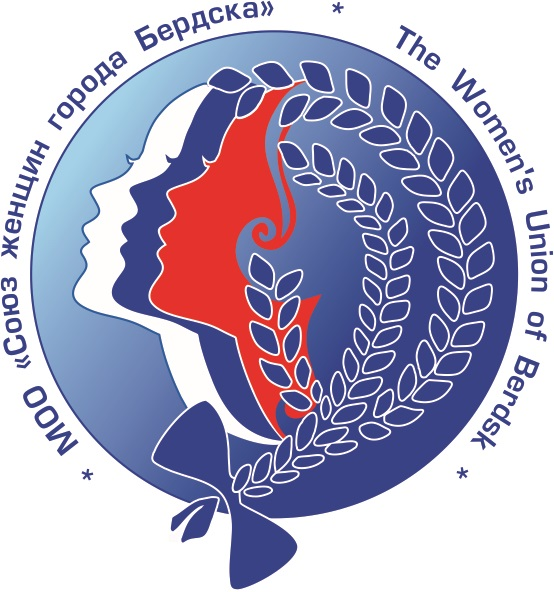 МОО «Союз женщин города Бердска»
*
The Women's Union of Berdsk
*
*